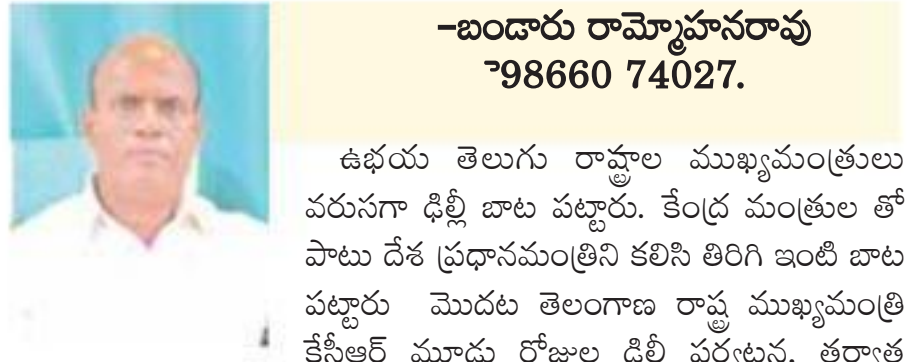 -బండారు రామ్మోహనరావు
98660 74027.
ఉభయ తెలుగు రాష్ట్రాల ముఖ్యమంత్రులు
వరుసగా ఢిల్లీ బాట పట్టారు. కేంద్ర మంత్రుల తో
పాటు దేశ ప్రధానమంత్రిని కలిసి తిరిగి ఇంటి బాట
పట్టారు మొదట తెలంగాణ రాష్ట్ర ముఖ్యమంత్రి
కేసీఆర్ మూడు రోజుల ఢిల్లీ పర్యటన, తర్వాత